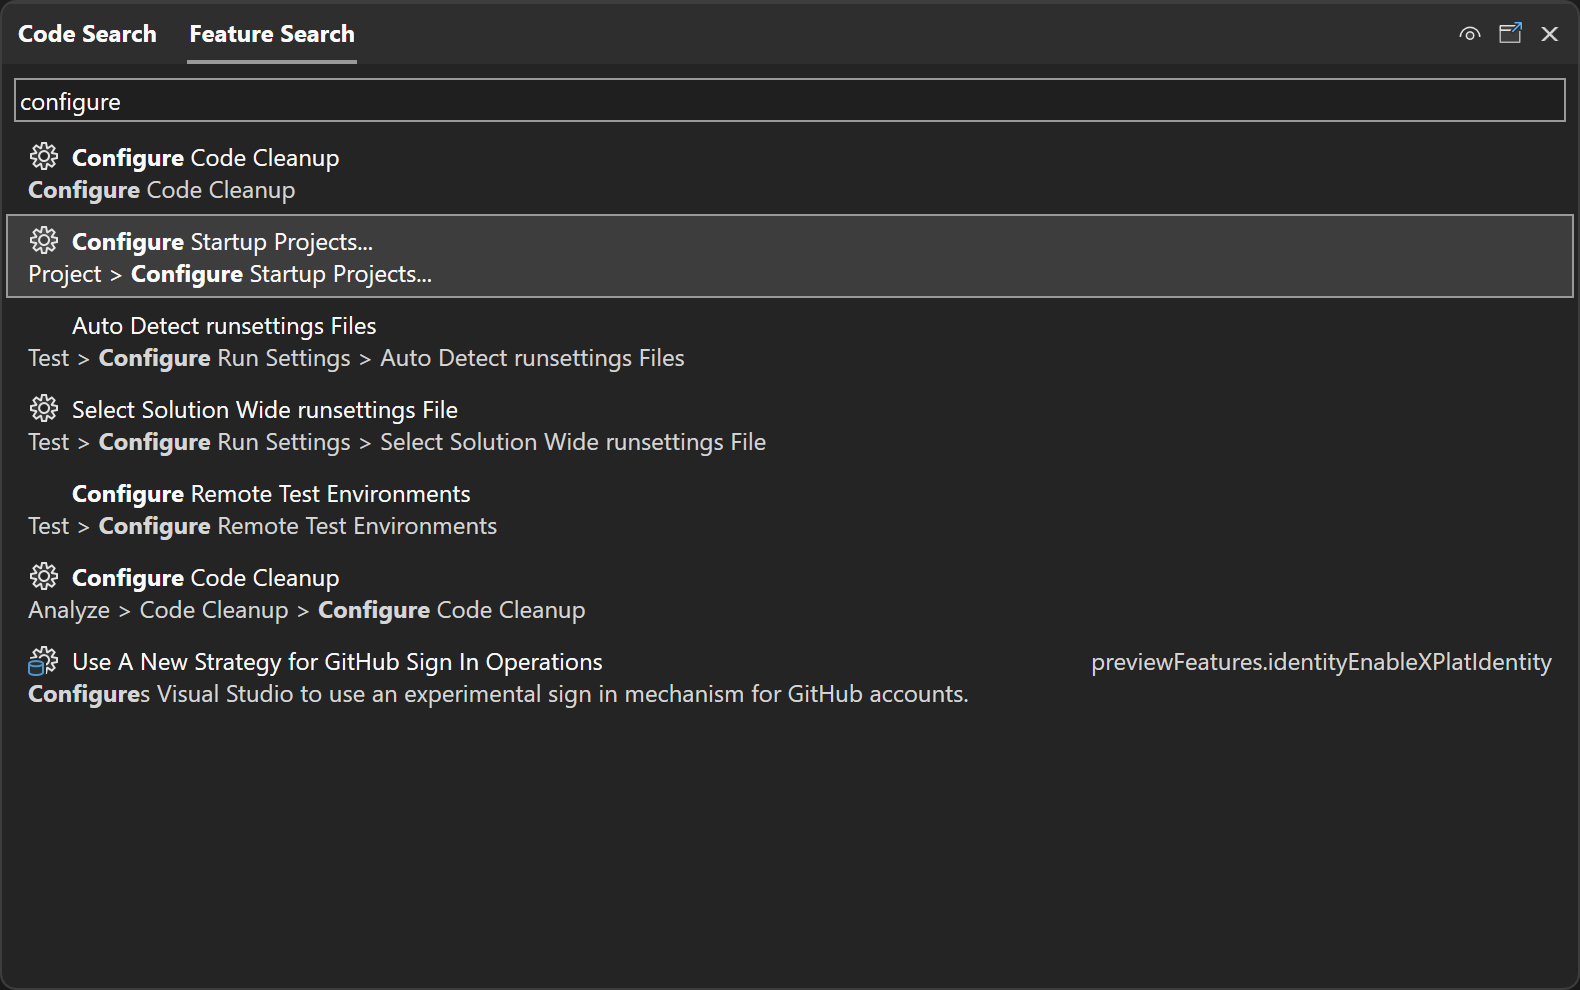 Code Search Feature Search
configure
Configure Code Cleanup
Configure Code Cleanup
Configure Startup Projects...
Project > Configure Startup Projects...
Auto Detect runsettings Files
Test > Configure Run Settings > Auto Detect runsettings Files
Select Solution Wide runsettings File
Test > Configure Run Settings > Select Solution Wide runsettings File
Configure Remote Test Environments
Test > Configure Remote Test Environments
Configure Code Cleanup
Analyze > Code Cleanup > Configure Code Cleanup
Use A New Strategy for GitHub Sign In Operations previewFeatures.identityEnableXPlatIdentity
Configures Visual Studio to use an experimental sign in mechanism for GitHub accounts.